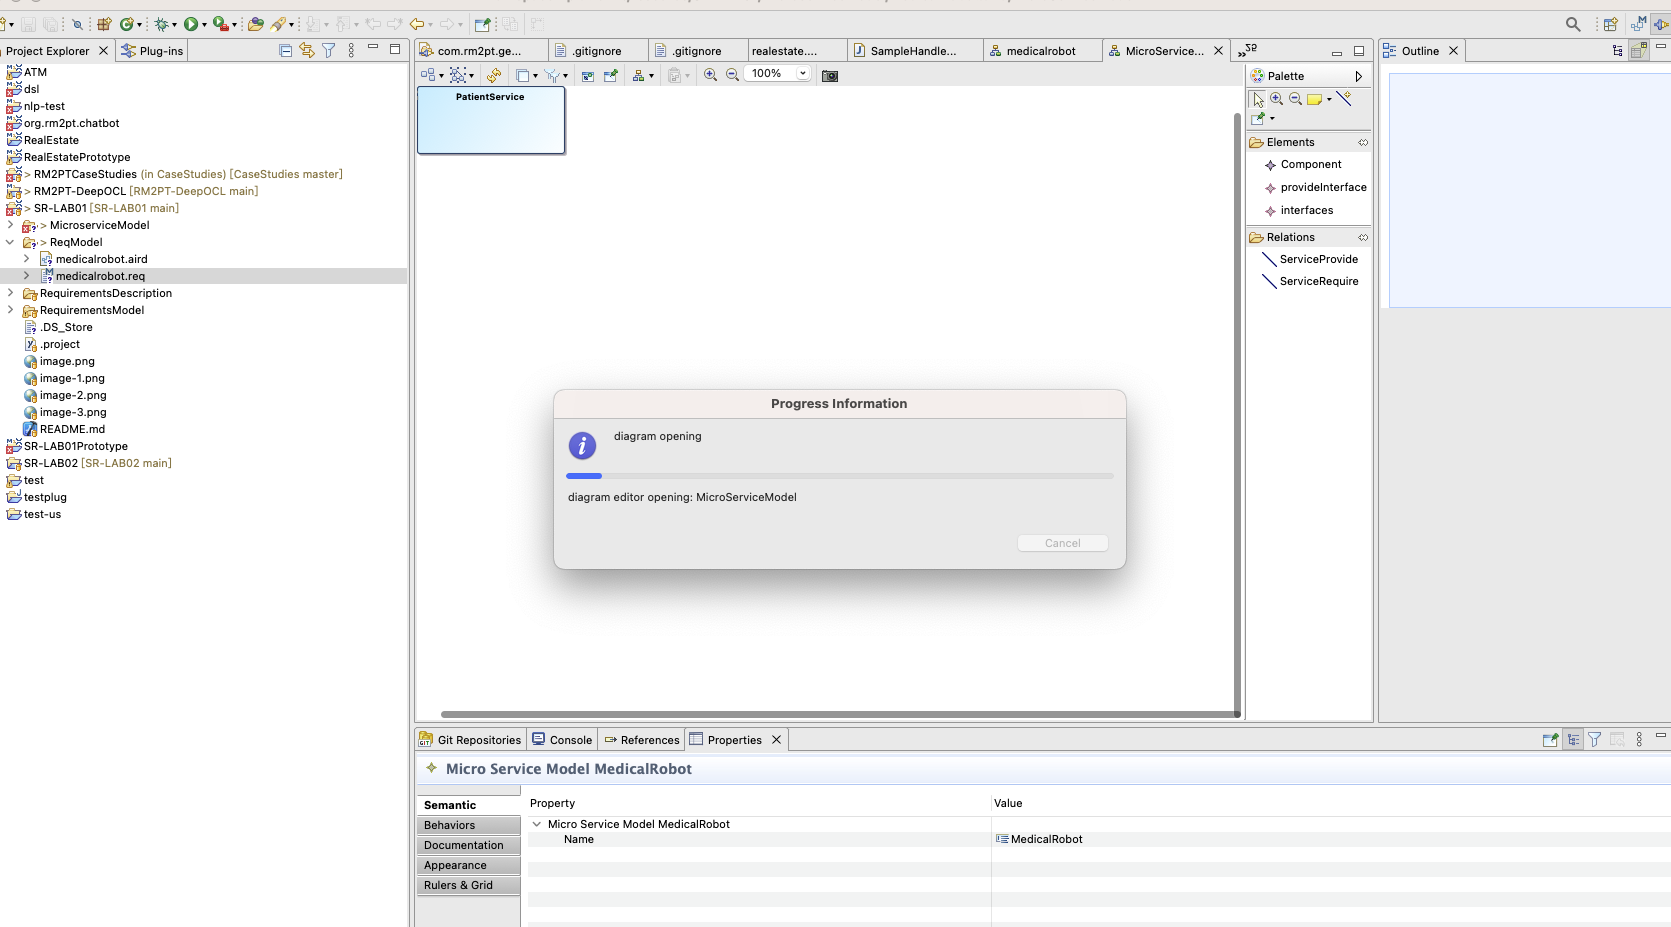 100%
Project Explorer
Plug-ins
com.rm2pt.ge...
.gitignore
.gitignore
realestate....
SampleHandle...
medicalrobot
MicroService...
Outline
ATM
dsl
nlp-test
org.rm2pt.chatbot
RealEstate
RealEstatePrototype
> RM2PTCaseStudies (in CaseStudies) [CaseStudies master]
> RM2PT-DeepOCL [RM2PT-DeepOCL main]
> SR-LAB01 [SR-LAB01 main]
> MicroserviceModel
> ReqModel
medicalrobot.aird
medicalrobot.req
RequirementsDescription
RequirementsModel
.DS_Store
.project
image.png
image-1.png
image-2.png
image-3.png
README.md
SR-LAB01Prototype
SR-LAB02 [SR-LAB02 main]
test
testplug
test-us
PatientService
Palette
Elements
Component
provideInterface
interfaces
Relations
ServiceProvide
ServiceRequire
Progress Information
diagram opening
diagram editor opening: MicroServiceModel
Cancel
Git Repositories
Console
References
Properties
Micro Service Model MedicalRobot
Semantic
Behaviors
Documentation
Appearance
Rulers & Grid
Property
Value
Micro Service Model MedicalRobot
Name
MedicalRobot